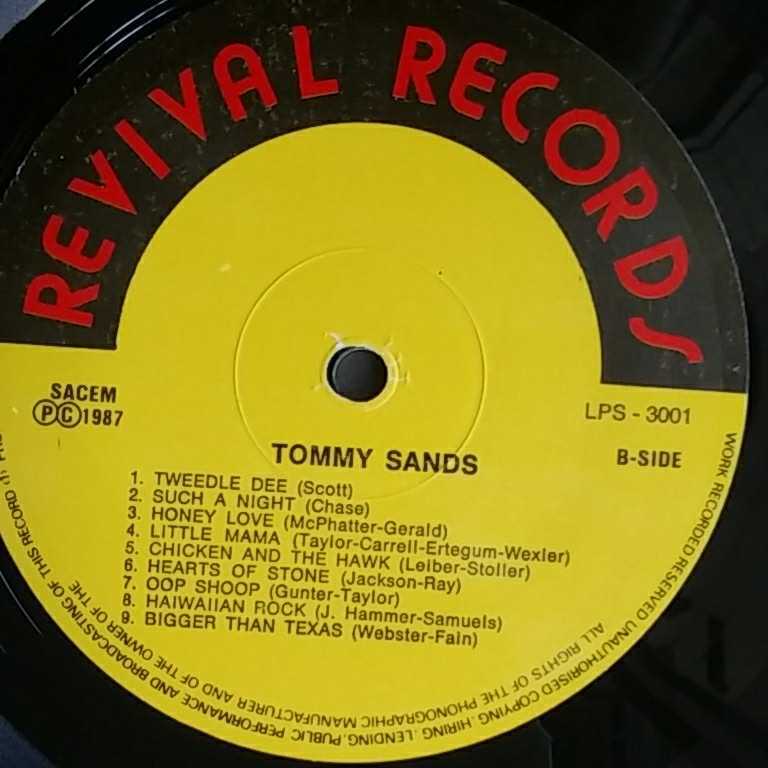 REVIVAL RECORDS
SACEM
Ⓟ Ⓒ 1987
LPS - 3001
B-SIDE
TOMMY SANDS
1. TWEEDLE DEE (Scott)
2. SUCH A NIGHT (Chase)
3. HONEY LOVE (McPhatter-Gerald)
4. LITTLE MAMA (Taylor-Carrell-Ertegum-Wexler)
5. CHICKEN AND THE HAWK (Leiber-Stoller)
6. HEARTS OF STONE (Jackson-Ray)
7. OOP SHOOP (Gunter-Taylor)
8. HAIWAIIAN ROCK (J. Hammer-Samuels)
9. BIGGER THAN TEXAS (Webster-Fain)
ALL RIGHTS OF THE PHONOGRAPHIC MANUFACTURER AND OF THE OWNER OF THE
WORK RECORDED RESERVED UNAUTHORISED COPYING, HIRING, LENDING, PUBLIC PERFORMANCE AND BROADCASTING OF THIS RECORD